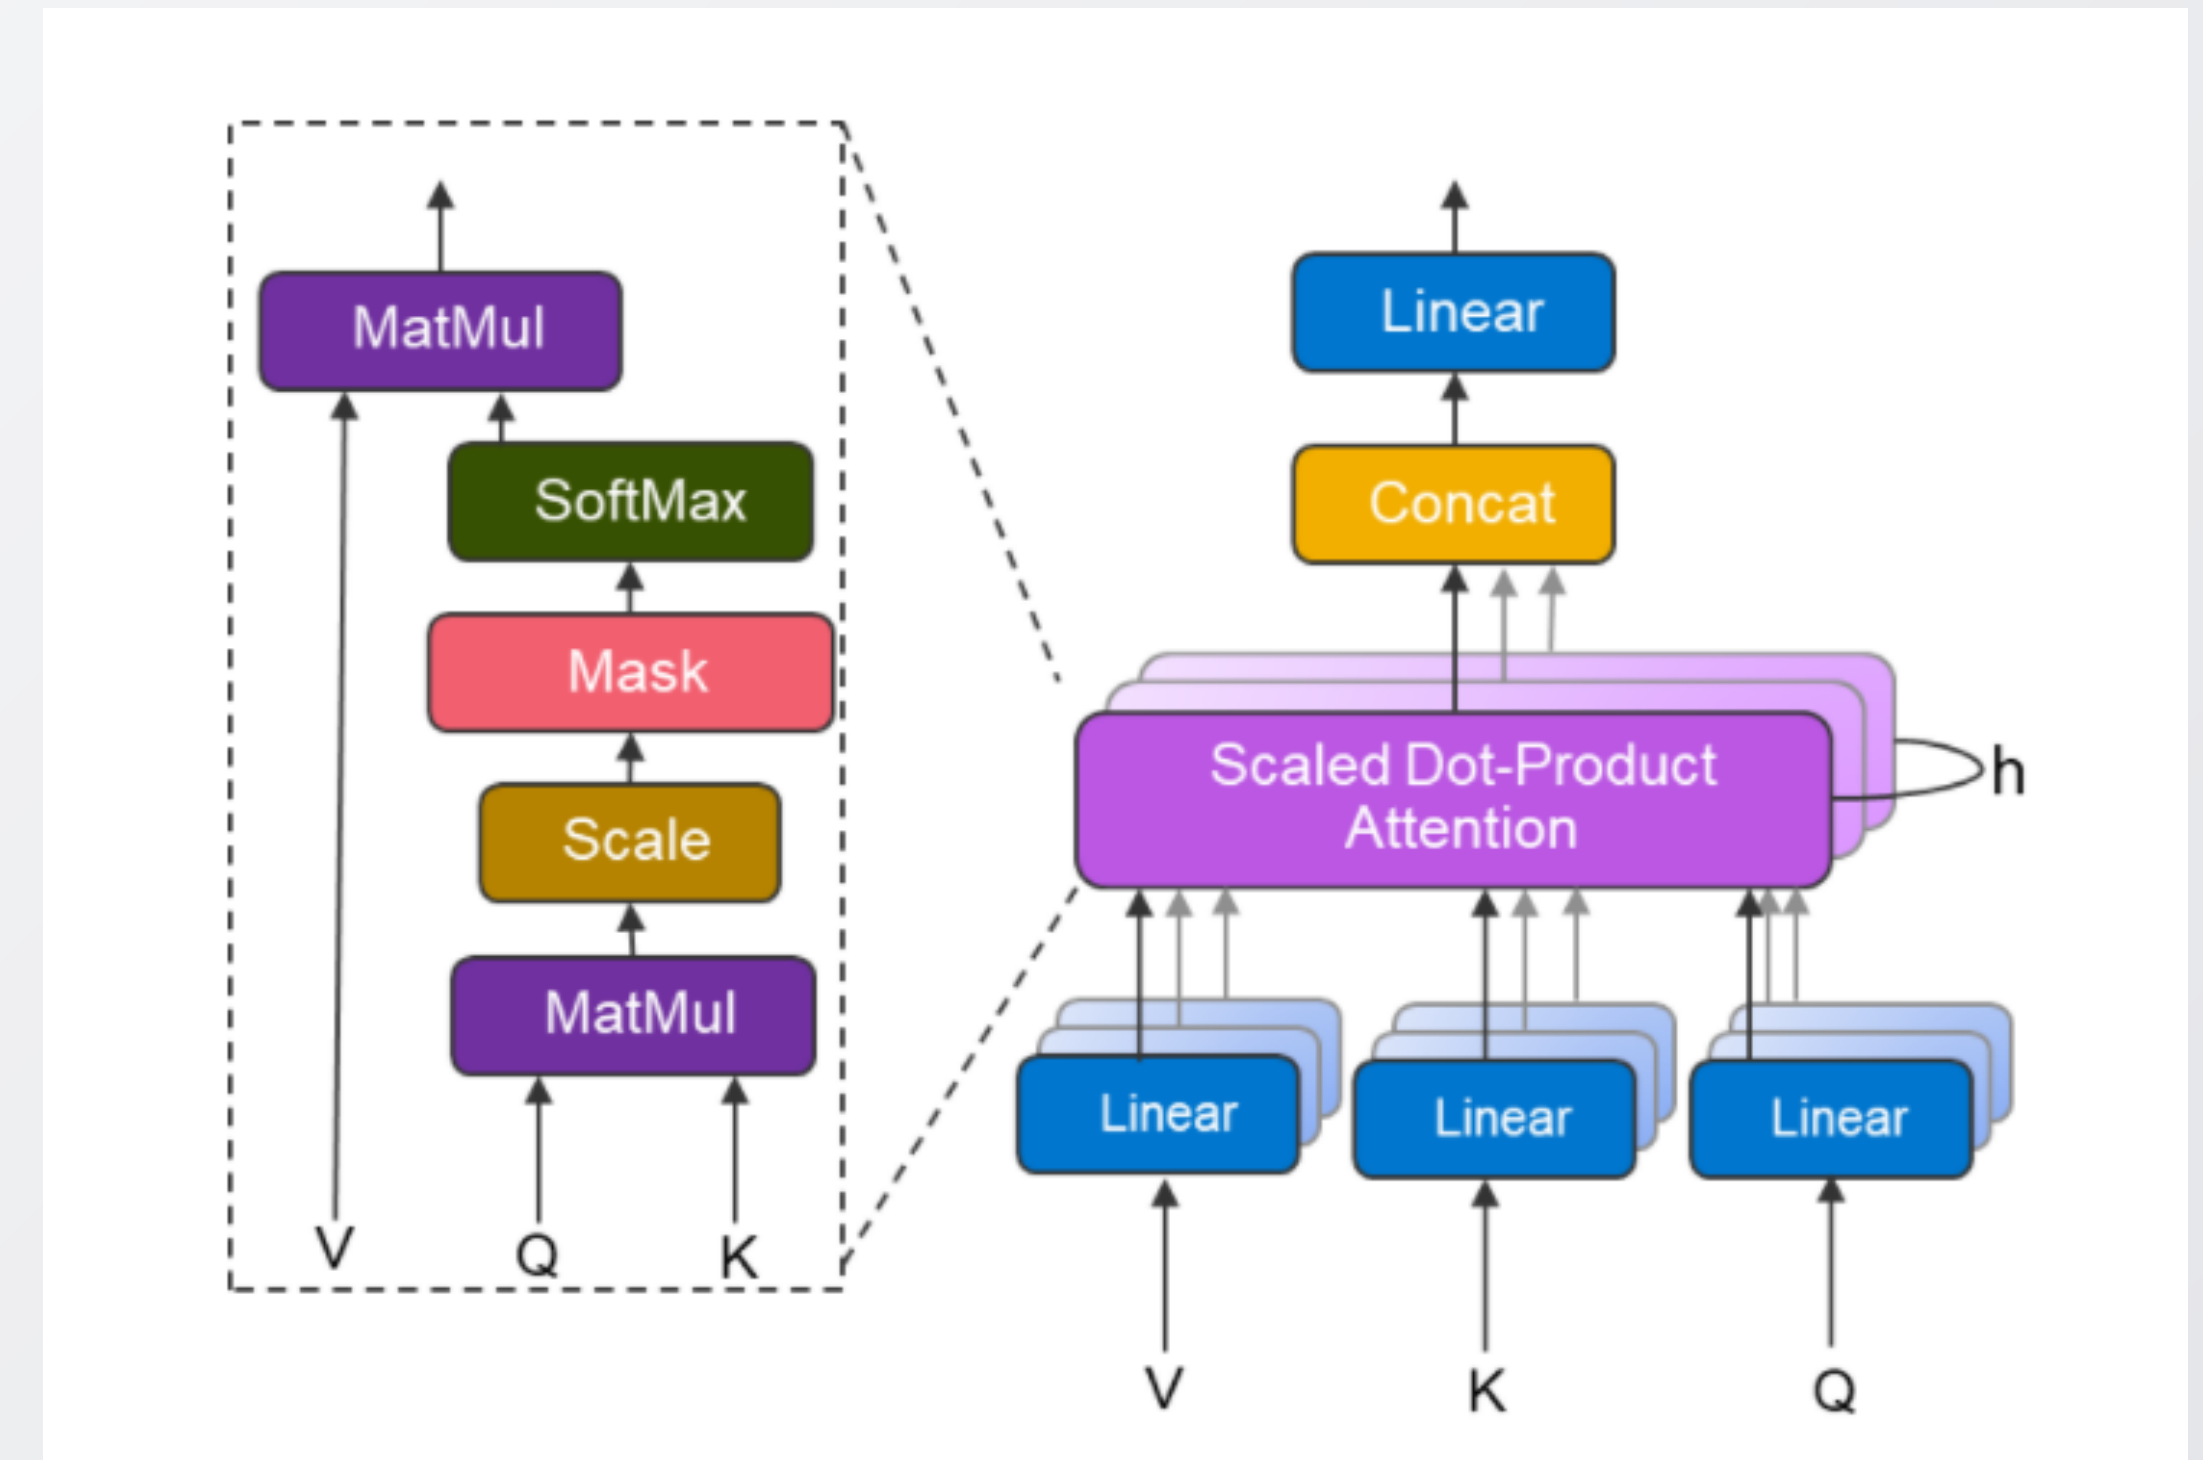 MatMul
SoftMax
Mask
Scale
MatMul
V
Q
K
Linear
Concat
Scaled Dot-Product
Attention
h
Linear
Linear
Linear
V
K
Q